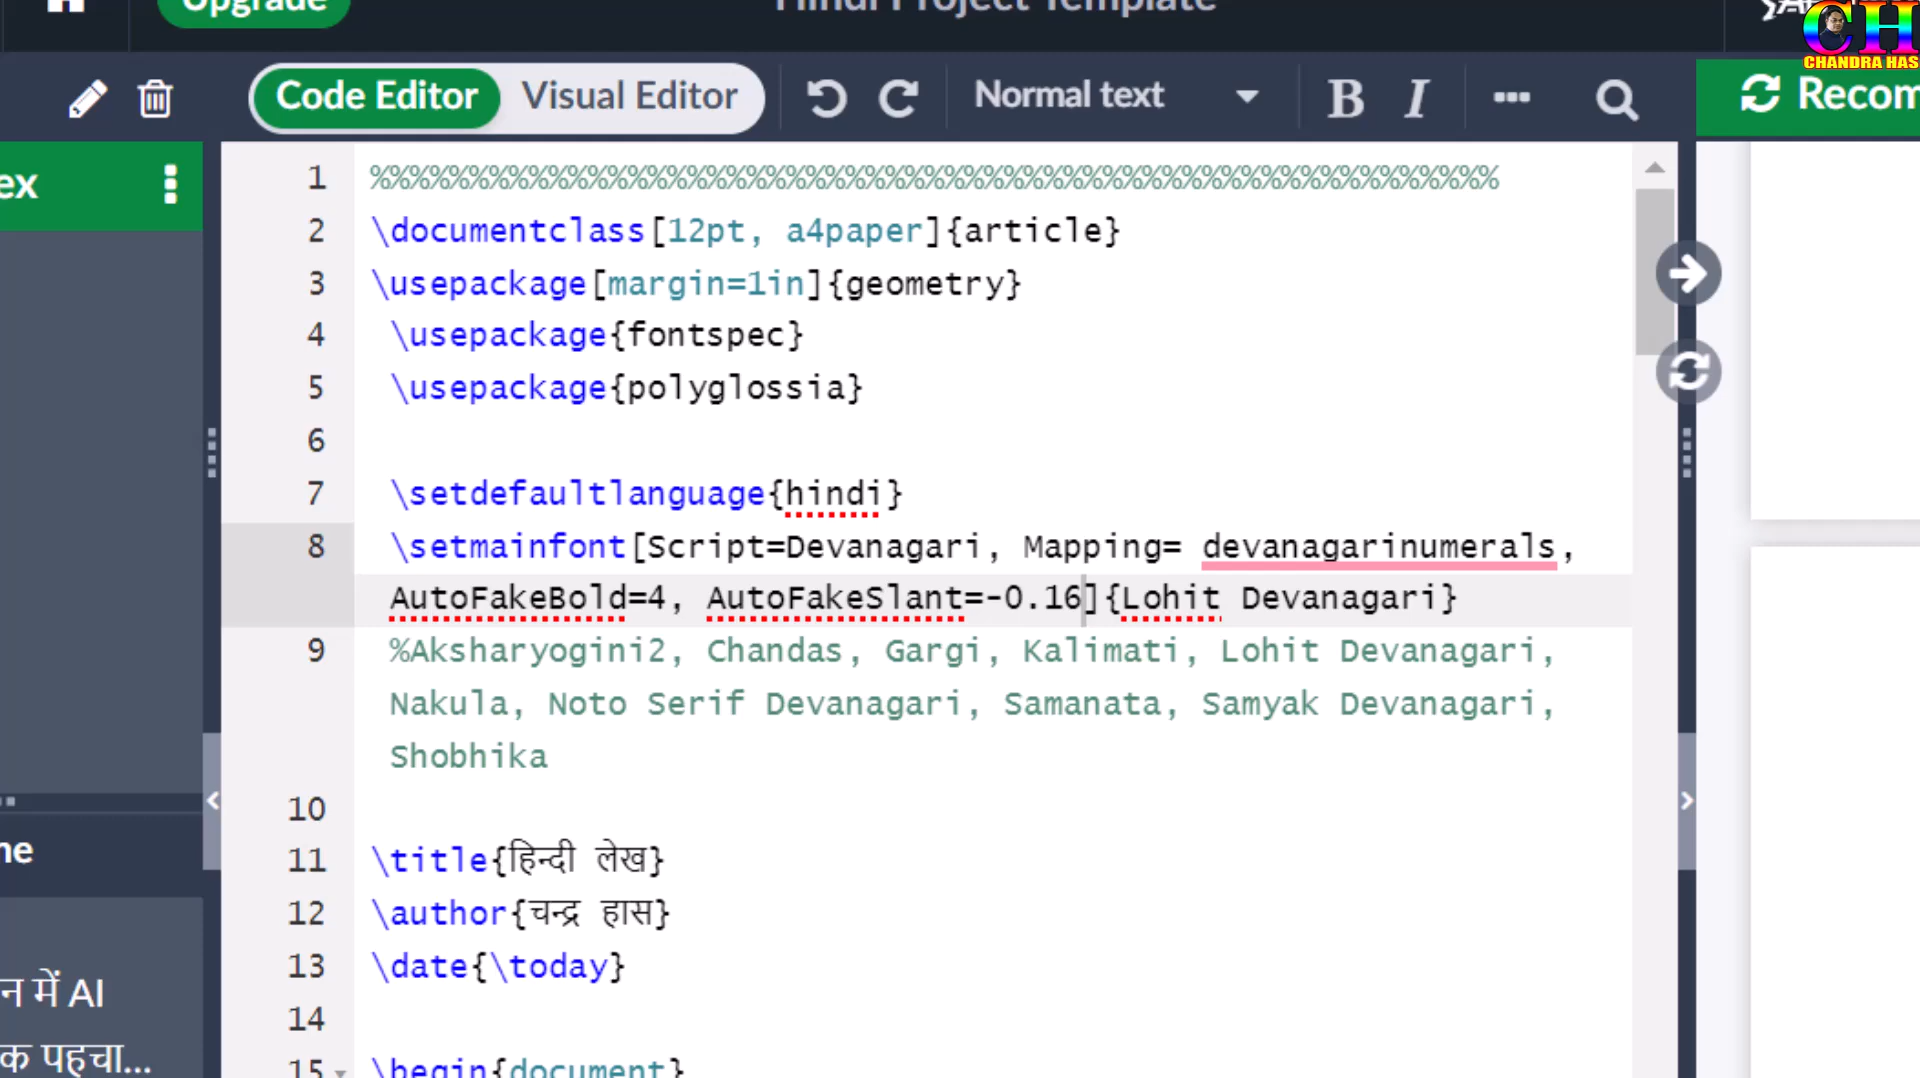 Upgrade
Hindi Project Template
CH
CHANDRA HAS
Code Editor Visual Editor Normal text B I
1 %%%%%%%%%%%%%%%%%%%%%%%%%%%%%%%%%%%%%%%%%%%%%%%%%%%%%%%%%
2 \documentclass[12pt, a4paper]{article}
3 \usepackage[margin=1in]{geometry}
4 \usepackage{fontspec}
5 \usepackage{polyglossia}
6
7 \setdefaultlanguage{hindi}
8 \setmainfont[Script=Devanagari, Mapping= devanagarinumerals,
AutoFakeBold=4, AutoFakeSlant=-0.16]{Lohit Devanagari}
9 %Aksharyogini2, Chandas, Gargi, Kalimati, Lohit Devanagari,
Nakula, Noto Serif Devanagari, Samanata, Samyak Devanagari,
Shobhika
10
11 \title{हिन्दी लेख}
12 \author{चन्द्र हास}
13 \date{\today}
14
15 \begin{document}
में AI
पहचा...